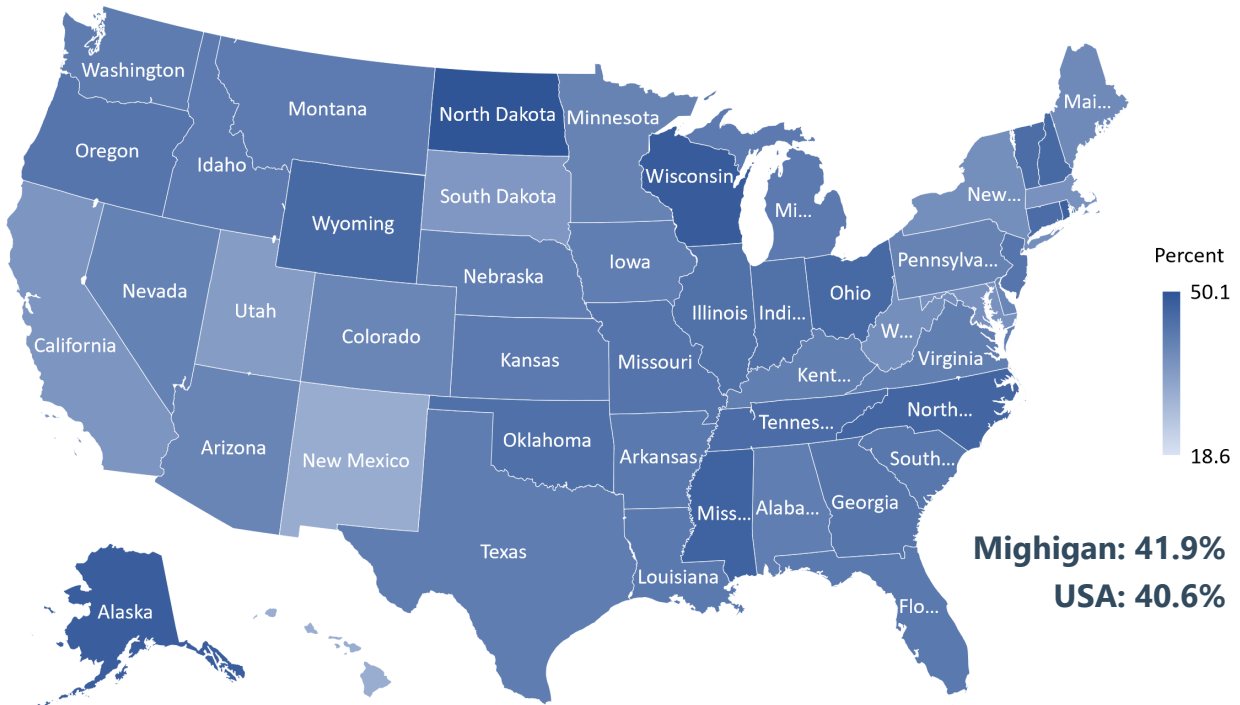 Washington
Montana
North Dakota
Minnesota
Mai...
Oregon
Idaho
South Dakota
Wisconsin
New...
Wyoming
Mi...
Nebraska
Iowa
Pennsylva...
Percent
Nevada
Utah
Illinois
Indi...
Ohio
50.1
California
Colorado
Kansas
Missouri
W...
Virginia
Kent...
North...
Tennes...
Arizona
New Mexico
Oklahoma
Arkansas
South...
18.6
Texas
Miss...
Alaba...
Georgia
Louisiana
Mighigan: 41.9%
USA: 40.6%
Alaska
Flo...